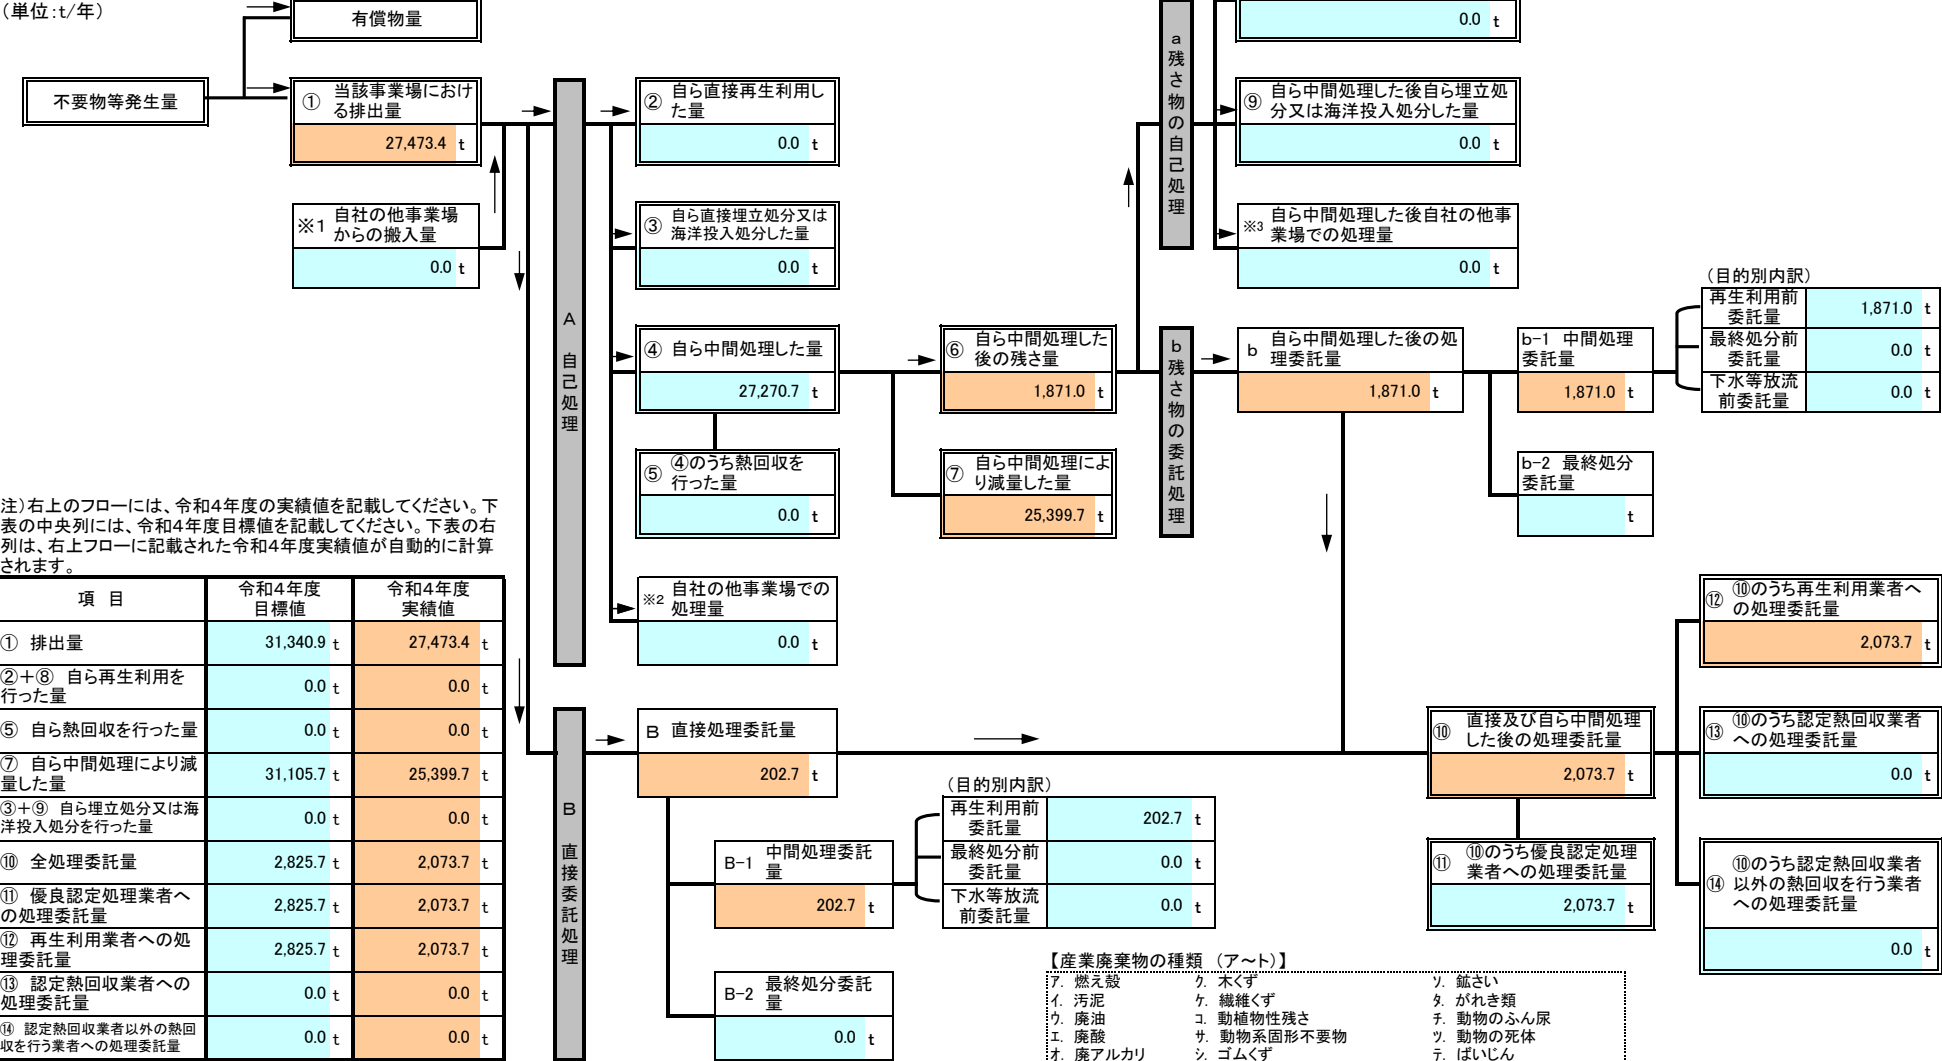 (単位:t/年)
有償物量
0.0 t
不要物等発生量
① 当該事業場におけ
る排出量
27,473.4 t
※1 自社の他事業場
からの搬入量
0.0 t
A 自己処理
② 自ら直接再生利用し
た量
0.0 t
③ 自ら直接埋立処分又は
海洋投入処分した量
0.0 t
④ 自ら中間処理した量
27,270.7 t
⑤ ④のうち熱回収を
行った量
0.0 t
※2 自社の他事業場での
処理量
0.0 t
⑥ 自ら中間処理した
後の残さ量
1,871.0 t
⑦ 自ら中間処理によ
り減量した量
25,399.7 t
a 残さ物の自己処理
⑨ 自ら中間処理した後自ら埋立処
分又は海洋投入処分した量
0.0 t
※3 自ら中間処理した後自社の他事
業場での処理量
0.0 t
b 残さ物の委託処理
b 自ら中間処理した後の処
理委託量
1,871.0 t
b-1 中間処理
委託量
1,871.0 t
b-2 最終処分
委託量
t
(目的別内訳)
再生利用前
委託量
1,871.0 t
最終処分前
委託量
0.0 t
下水等放流
前委託量
0.0 t
注)右上のフローには、令和4年度の実績値を記載してください。下
表の中央列には、令和4年度目標値を記載してください。下表の右
列は、右上フローに記載された令和4年度実績値が自動的に計算
されます。
項 目
令和4年度
目標値
令和4年度
実績値
① 排出量
31,340.9 t
27,473.4 t
②+⑧ 自ら再生利用を
行った量
0.0 t
0.0 t
⑤ 自ら熱回収を行った量
0.0 t
0.0 t
⑦ 自ら中間処理により減
量した量
31,105.7 t
25,399.7 t
③+⑨ 自ら埋立処分又は海
洋投入処分を行った量
0.0 t
0.0 t
⑩ 全処理委託量
2,825.7 t
2,073.7 t
⑪ 優良認定処理業者へ
の処理委託量
2,825.7 t
2,073.7 t
⑫ 再生利用業者への処
理委託量
2,825.7 t
2,073.7 t
⑬ 認定熱回収業者への
処理委託量
0.0 t
0.0 t
⑭ 認定熱回収業者以外の熱回
収を行う業者への処理委託量
0.0 t
0.0 t
B 直接委託処理
B 直接処理委託量
202.7 t
B-1 中間処理委託
量
202.7 t
B-2 最終処分委託
量
0.0 t
(目的別内訳)
再生利用前
委託量
202.7 t
最終処分前
委託量
0.0 t
下水等放流
前委託量
0.0 t
⑩ 直接及び自ら中間処理
した後の処理委託量
2,073.7 t
⑪ ⑩のうち優良認定処理
業者への処理委託量
2,073.7 t
⑫ ⑩のうち再生利用業者へ
の処理委託量
2,073.7 t
⑬ ⑩のうち認定熱回収業者
への処理委託量
0.0 t
⑭ ⑩のうち認定熱回収業者
以外の熱回収を行う業者
への処理委託量
0.0 t
【産業廃棄物の種類 (ア~ト)】
ア. 燃え殻 ク. 木くず ソ. 鉱さい
イ. 汚泥 ケ. 繊維くず タ. がれき類
ウ. 廃油 コ. 動植物性残さ チ. 動物のふん尿
エ. 廃酸 サ. 動物系固形不要物 ツ. 動物の死体
オ. 廃アルカリ シ. ゴムくず テ. ばいじん